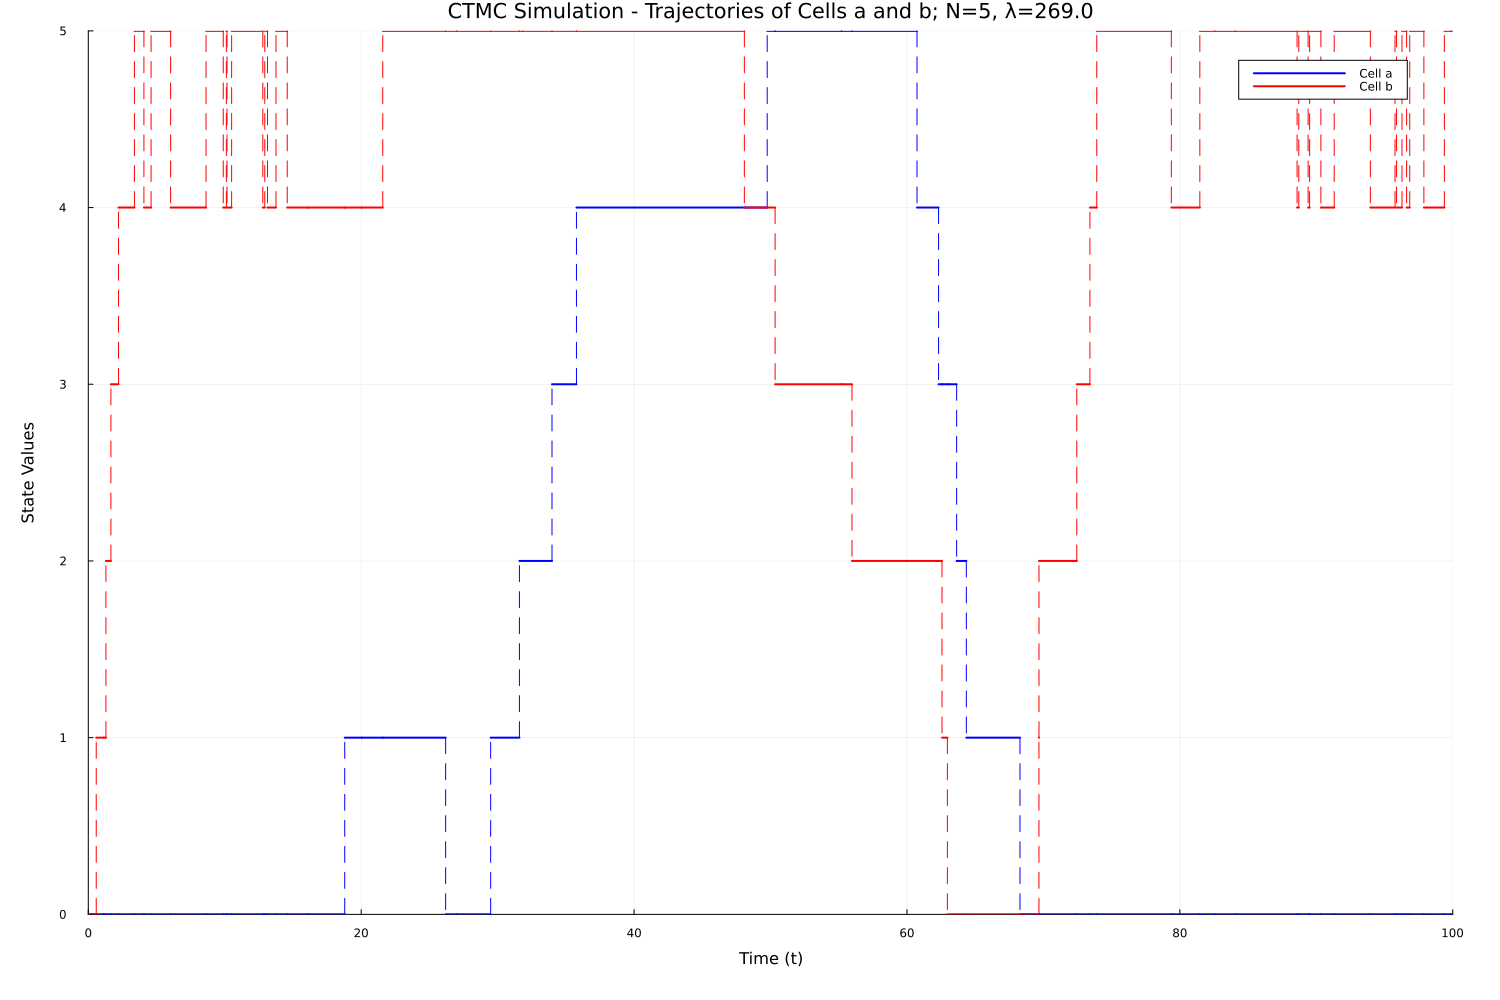 CTMC Simulation - Trajectories of Cells a and b; N=5, λ=269.0
5
Cell a
Cell b
4
3
State Values
2
1
0
0 20 40 60 80 100
Time (t)